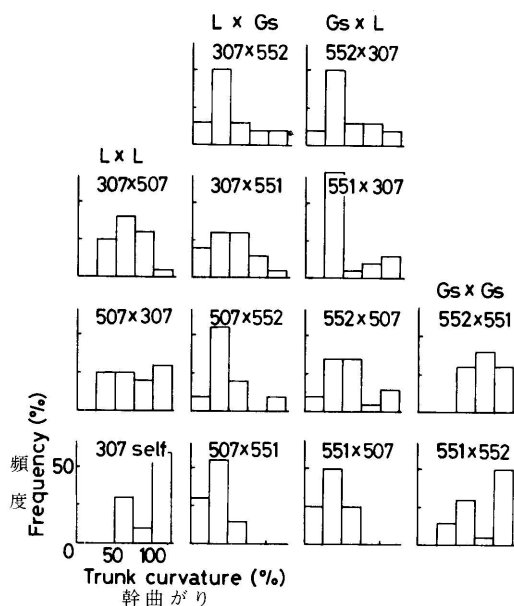 L x Gs
Gs x L
307×552
552×307
L x L
307×507
307×551
551×307
Gs x Gs
507×307
507×552
552×507
552×551
307 self
507×551
551×507
551×552
頻度
Frequency (%)
50
0
50
100
Trunk curvature (%)
幹曲がり